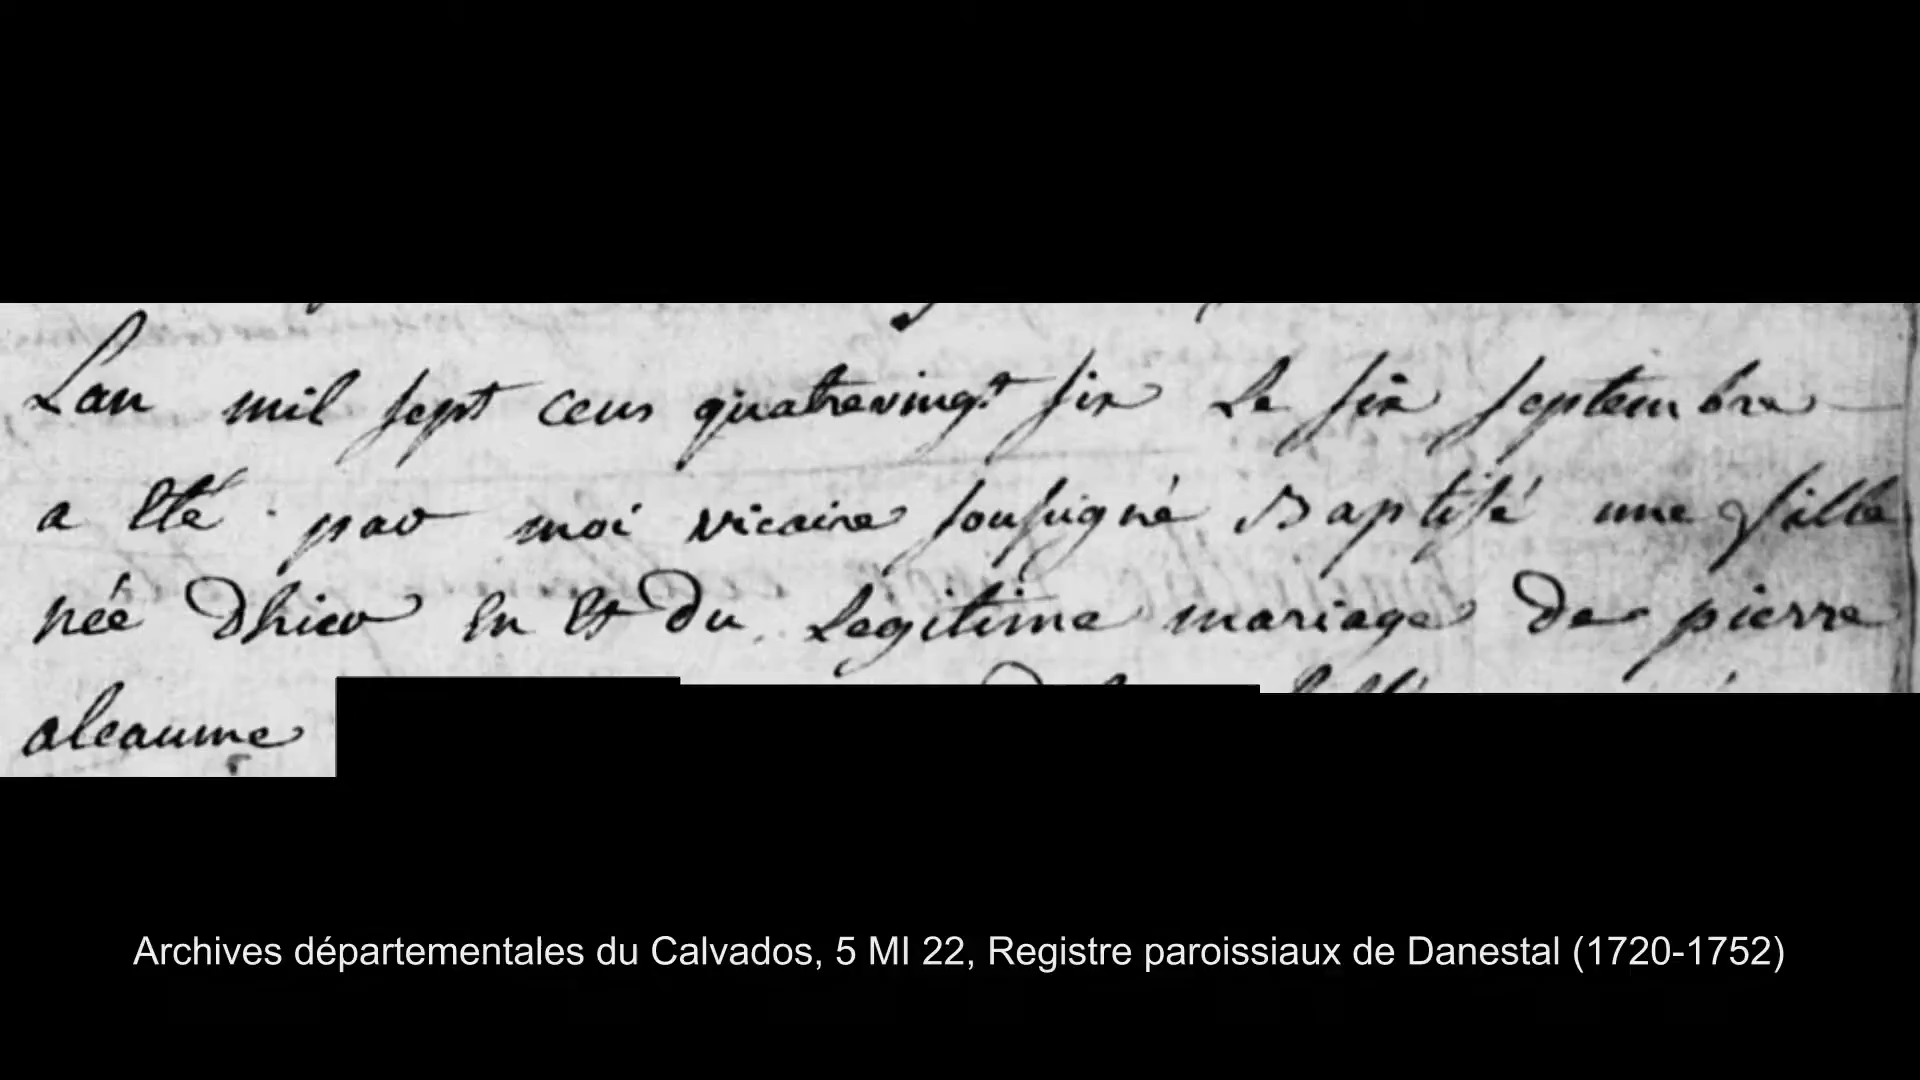 Lan mil sept cens quatrevingt six Le six septembre
a Eté par moi vicaire soussigné Baptisé une fille
née Dhier En Et Du Legitime mariage De pierre
aleaume
Archives départementales du Calvados, 5 MI 22, Registre paroissiaux de Danestal (1720-1752)